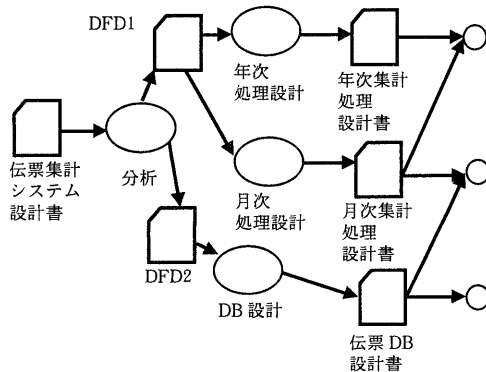 DFD1
年次
処理設計
年次集計
処理
設計書
伝票集計
システム
設計書
分析
月次
処理設計
月次集計
処理
設計書
DFD2
DB 設計
伝票 DB
設計書